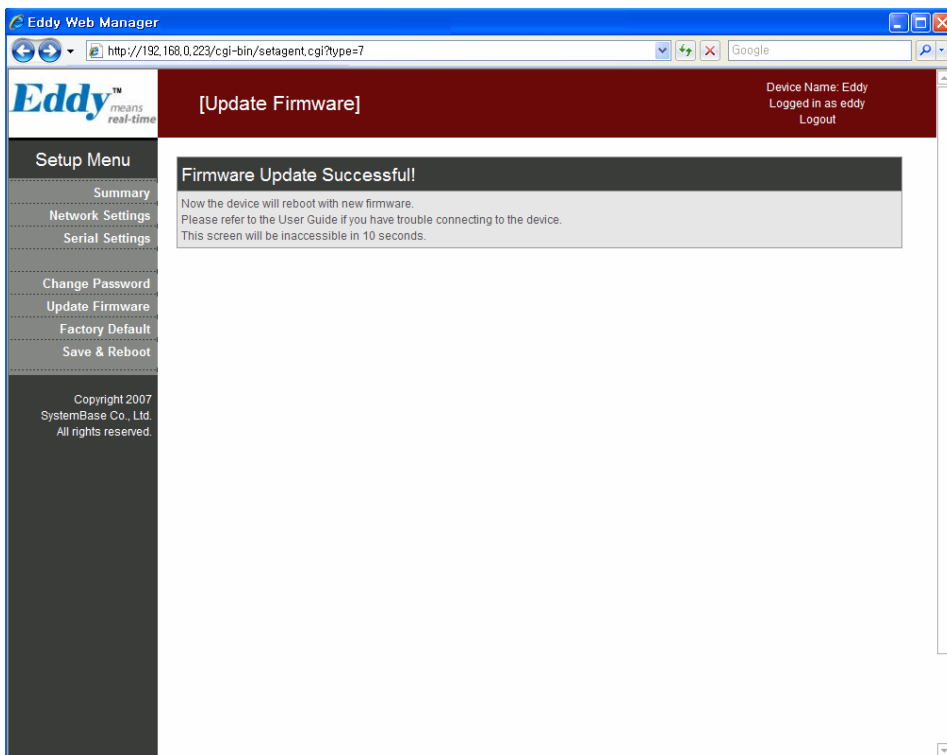 Eddy Web Manager
http://192.168.0.223/cgi-bin/setagent.cgi?type=7
Google
Eddy™
means
real-time
[Update Firmware]
Device Name: Eddy
Logged in as eddy
Logout
Setup Menu
Summary
Network Settings
Serial Settings
Change Password
Update Firmware
Factory Default
Save & Reboot
Copyright 2007
SystemBase Co., Ltd.
All rights reserved.
Firmware Update Successful!
Now the device will reboot with new firmware.
Please refer to the User Guide if you have trouble connecting to the device.
This screen will be inaccessible in 10 seconds.